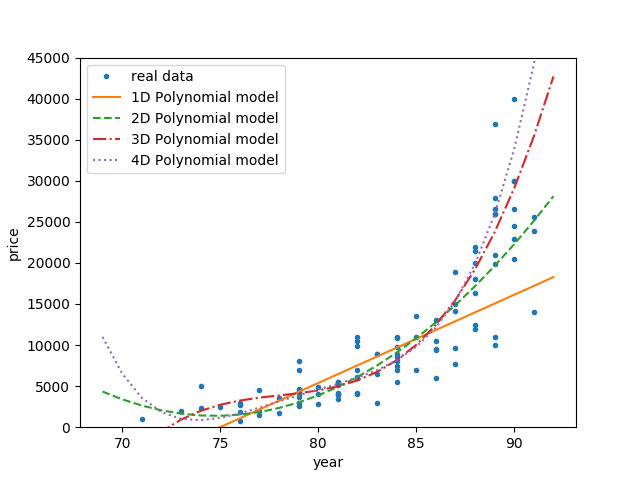 45000
40000
35000
30000
25000
20000
15000
10000
5000
0
price
real data
1D Polynomial model
2D Polynomial model
3D Polynomial model
4D Polynomial model
70
75
80
85
90
year